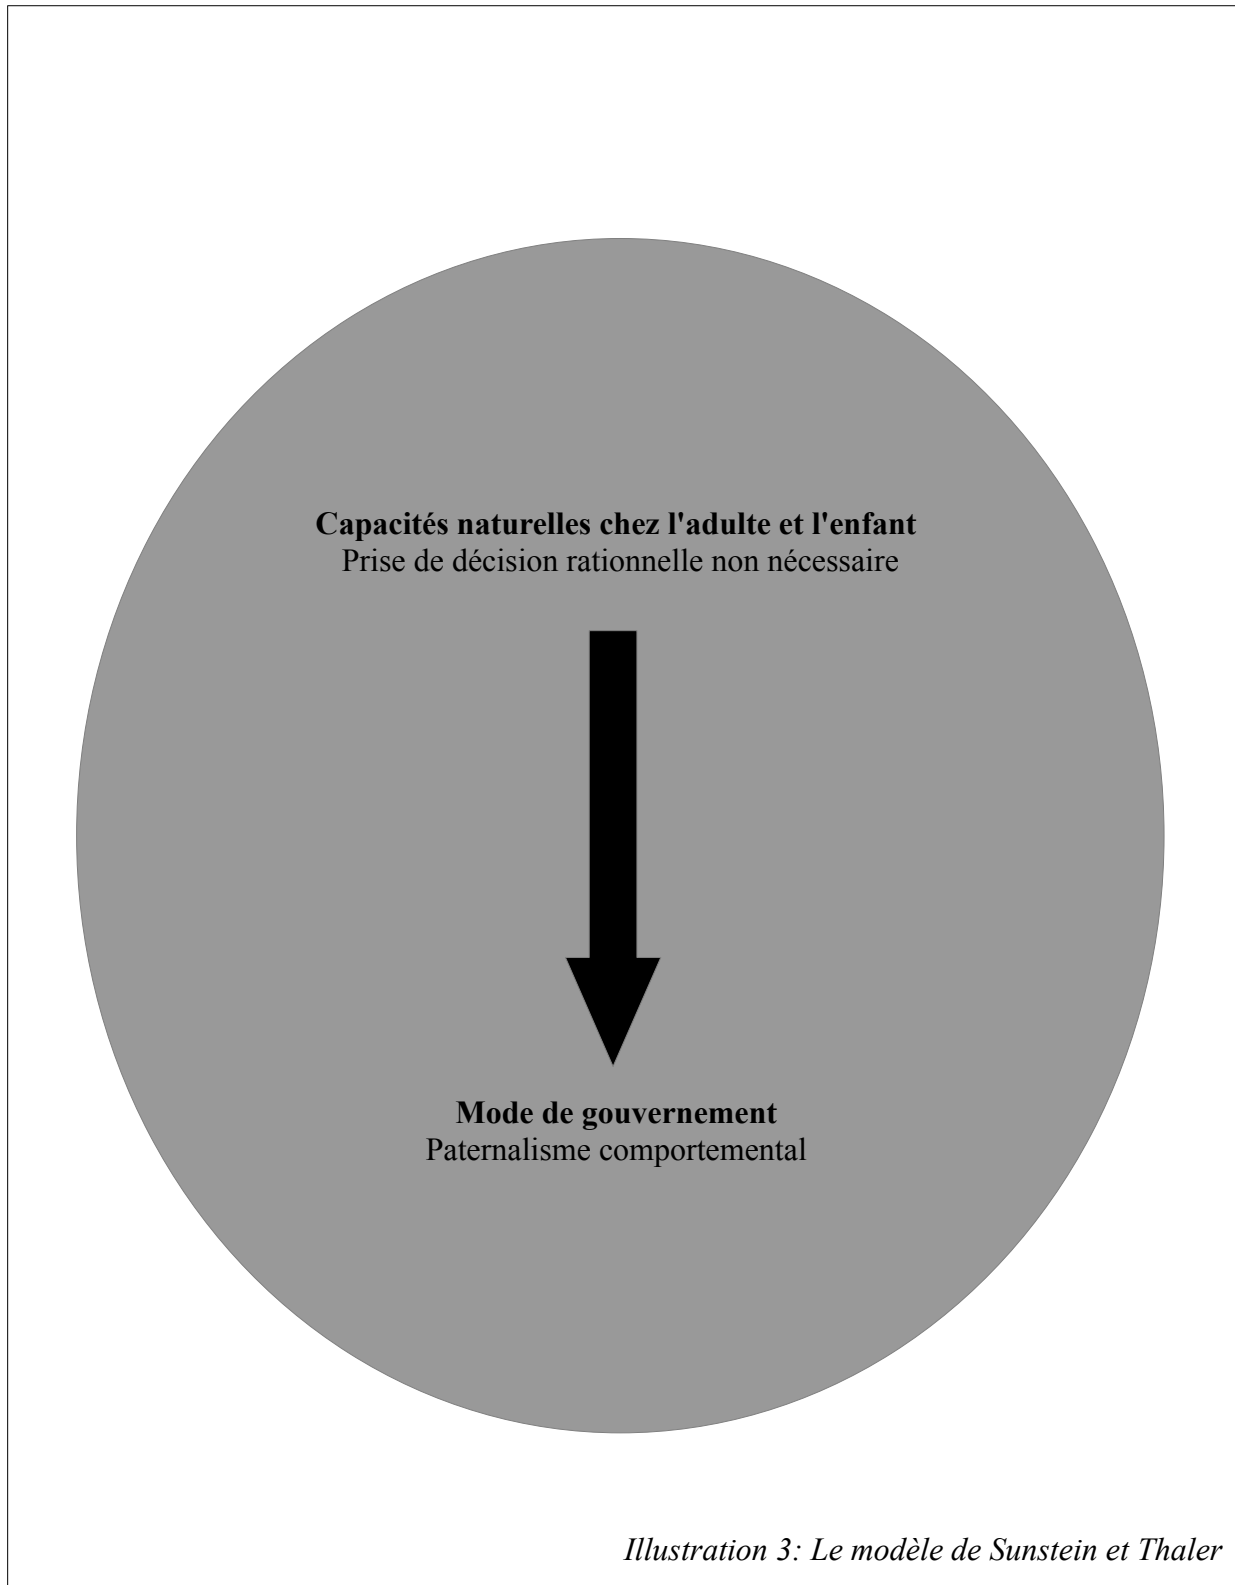 Capacités naturelles chez l'adulte et l'enfant
Prise de décision rationnelle non nécessaire
Mode de gouvernement
Paternalisme comportemental
Illustration 3: Le modèle de Sunstein et Thaler